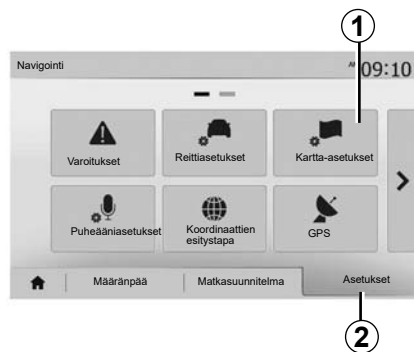 1
Navigointi
09:10
Varoitukset
Reittiasetukset
Kartta-asetukset
Puheääniasetukset
Koordinaattien
esitystapa
GPS
Määränpää
Matkasuunnitelma
Asetukset
2